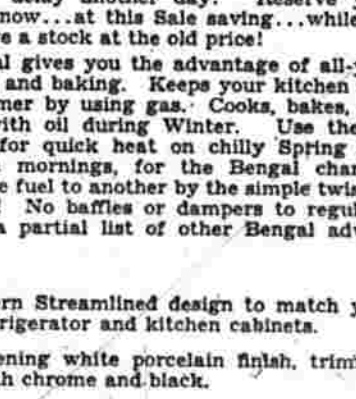 delay another day. Reserve
now...at this Sale saving...while
e a stock at the old price!
al gives you the advantage of all-
and baking. Keeps your kitchen
mer by using gas. Cooks, bakes,
with oil during Winter. Use the
for quick heat on chilly Spring
mornings, for the Bengal chan
e fuel to another by the simple twis
! No baffles or dampers to regul
a partial list of other Bengal adv
ern Streamlined design to match y
rigerator and kitchen cabinets.
ening white porcelain finish, trim
h chrome and black.